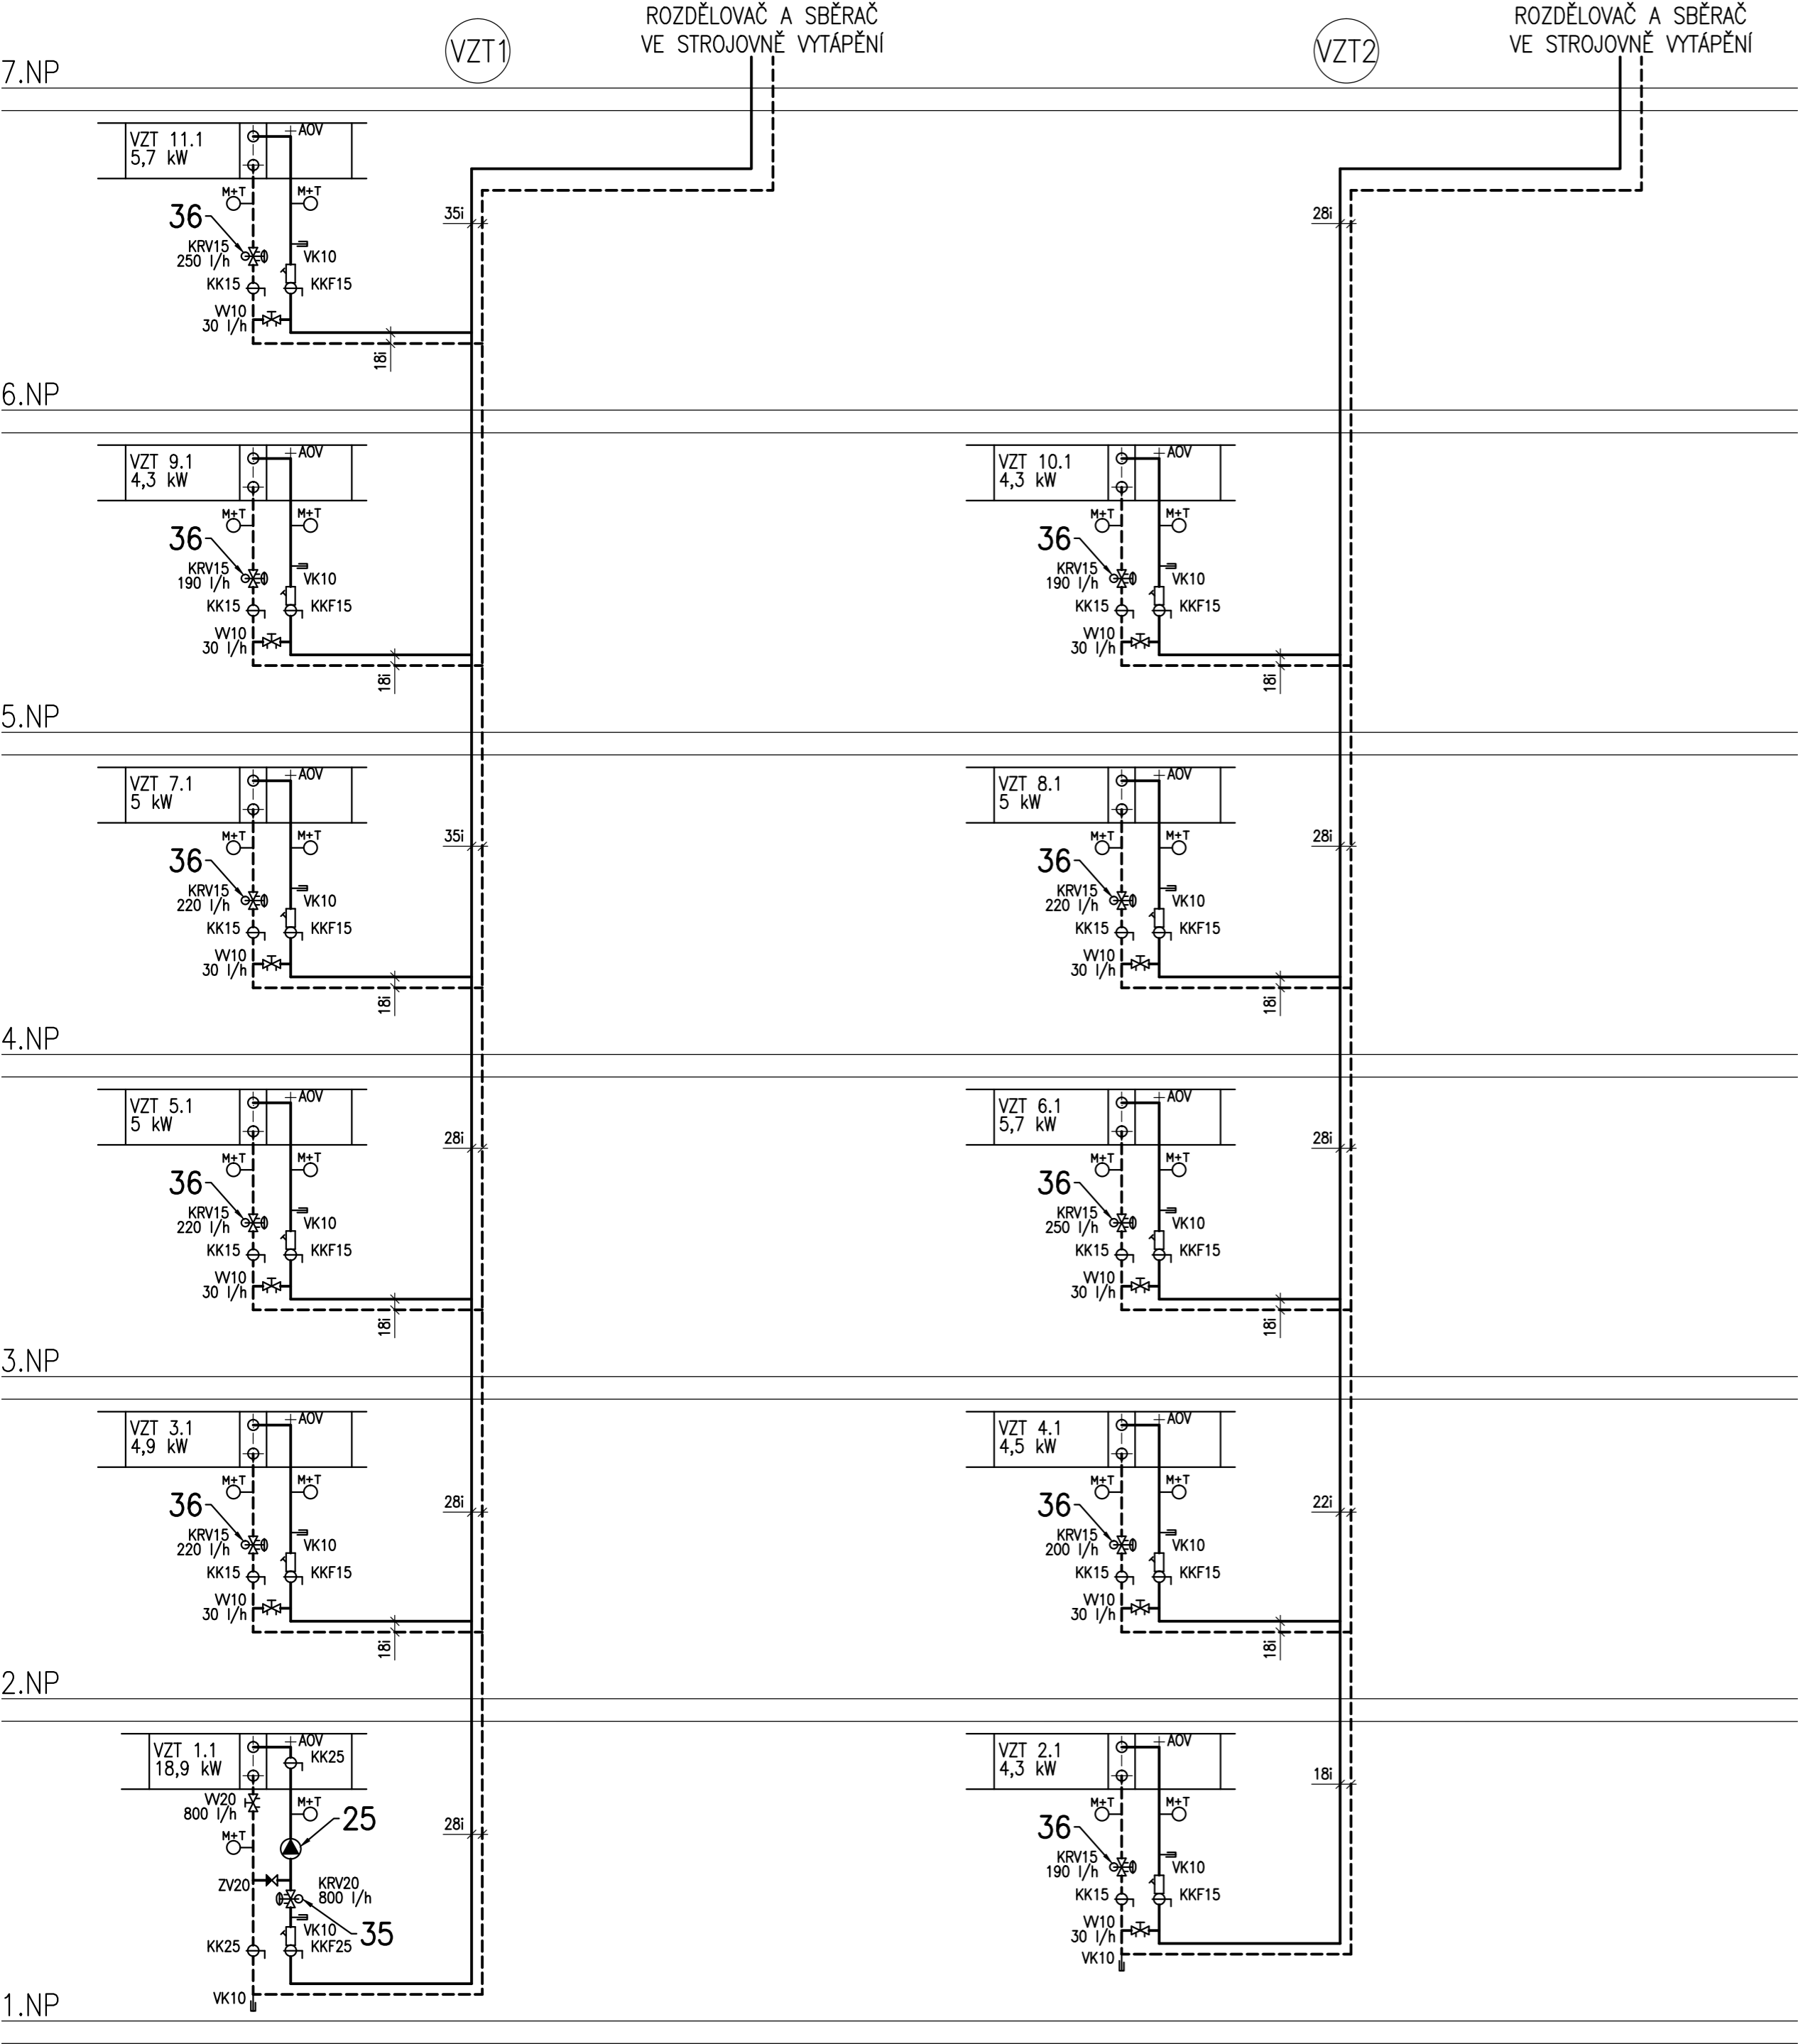 ROZDĚLOVAČ A SBĚRAČ
VE STROJOVNĚ VYTÁPĚNÍ
ROZDĚLOVAČ A SBĚRAČ
VE STROJOVNĚ VYTÁPĚNÍ
VZT1
VZT2
7.NP
VZT 11.1
5,7 kW
AOV
M+T
M+T
36
KRV15
250 l/h
VK10
KK15
KKF15
VV10
30 l/h
18i
35i
28i
6.NP
VZT 9.1
4,3 kW
AOV
M+T
M+T
36
KRV15
190 l/h
VK10
KK15
KKF15
VV10
30 l/h
18i
VZT 10.1
4,3 kW
AOV
M+T
M+T
36
KRV15
190 l/h
VK10
KK15
KKF15
VV10
30 l/h
18i
5.NP
VZT 7.1
5 kW
AOV
M+T
M+T
36
KRV15
220 l/h
VK10
KK15
KKF15
VV10
30 l/h
18i
35i
VZT 8.1
5 kW
AOV
M+T
M+T
36
KRV15
220 l/h
VK10
KK15
KKF15
VV10
30 l/h
18i
28i
4.NP
VZT 5.1
5 kW
AOV
M+T
M+T
36
KRV15
220 l/h
VK10
KK15
KKF15
VV10
30 l/h
18i
28i
VZT 6.1
5,7 kW
AOV
M+T
M+T
36
KRV15
250 l/h
VK10
KK15
KKF15
VV10
30 l/h
18i
28i
3.NP
VZT 3.1
4,9 kW
AOV
M+T
M+T
36
KRV15
220 l/h
VK10
KK15
KKF15
VV10
30 l/h
18i
28i
VZT 4.1
4,5 kW
AOV
M+T
M+T
36
KRV15
200 l/h
VK10
KK15
KKF15
VV10
30 l/h
18i
22i
2.NP
VZT 1.1
18,9 kW
AOV
KK25
VV20
800 l/h
M+T
M+T
25
ZV20
KRV20
800 l/h
VK10
35
KK25
KKF25
VK10
28i
VZT 2.1
4,3 kW
AOV
M+T
M+T
36
KRV15
190 l/h
VK10
KK15
KKF15
VV10
30 l/h
VK10
18i
1.NP